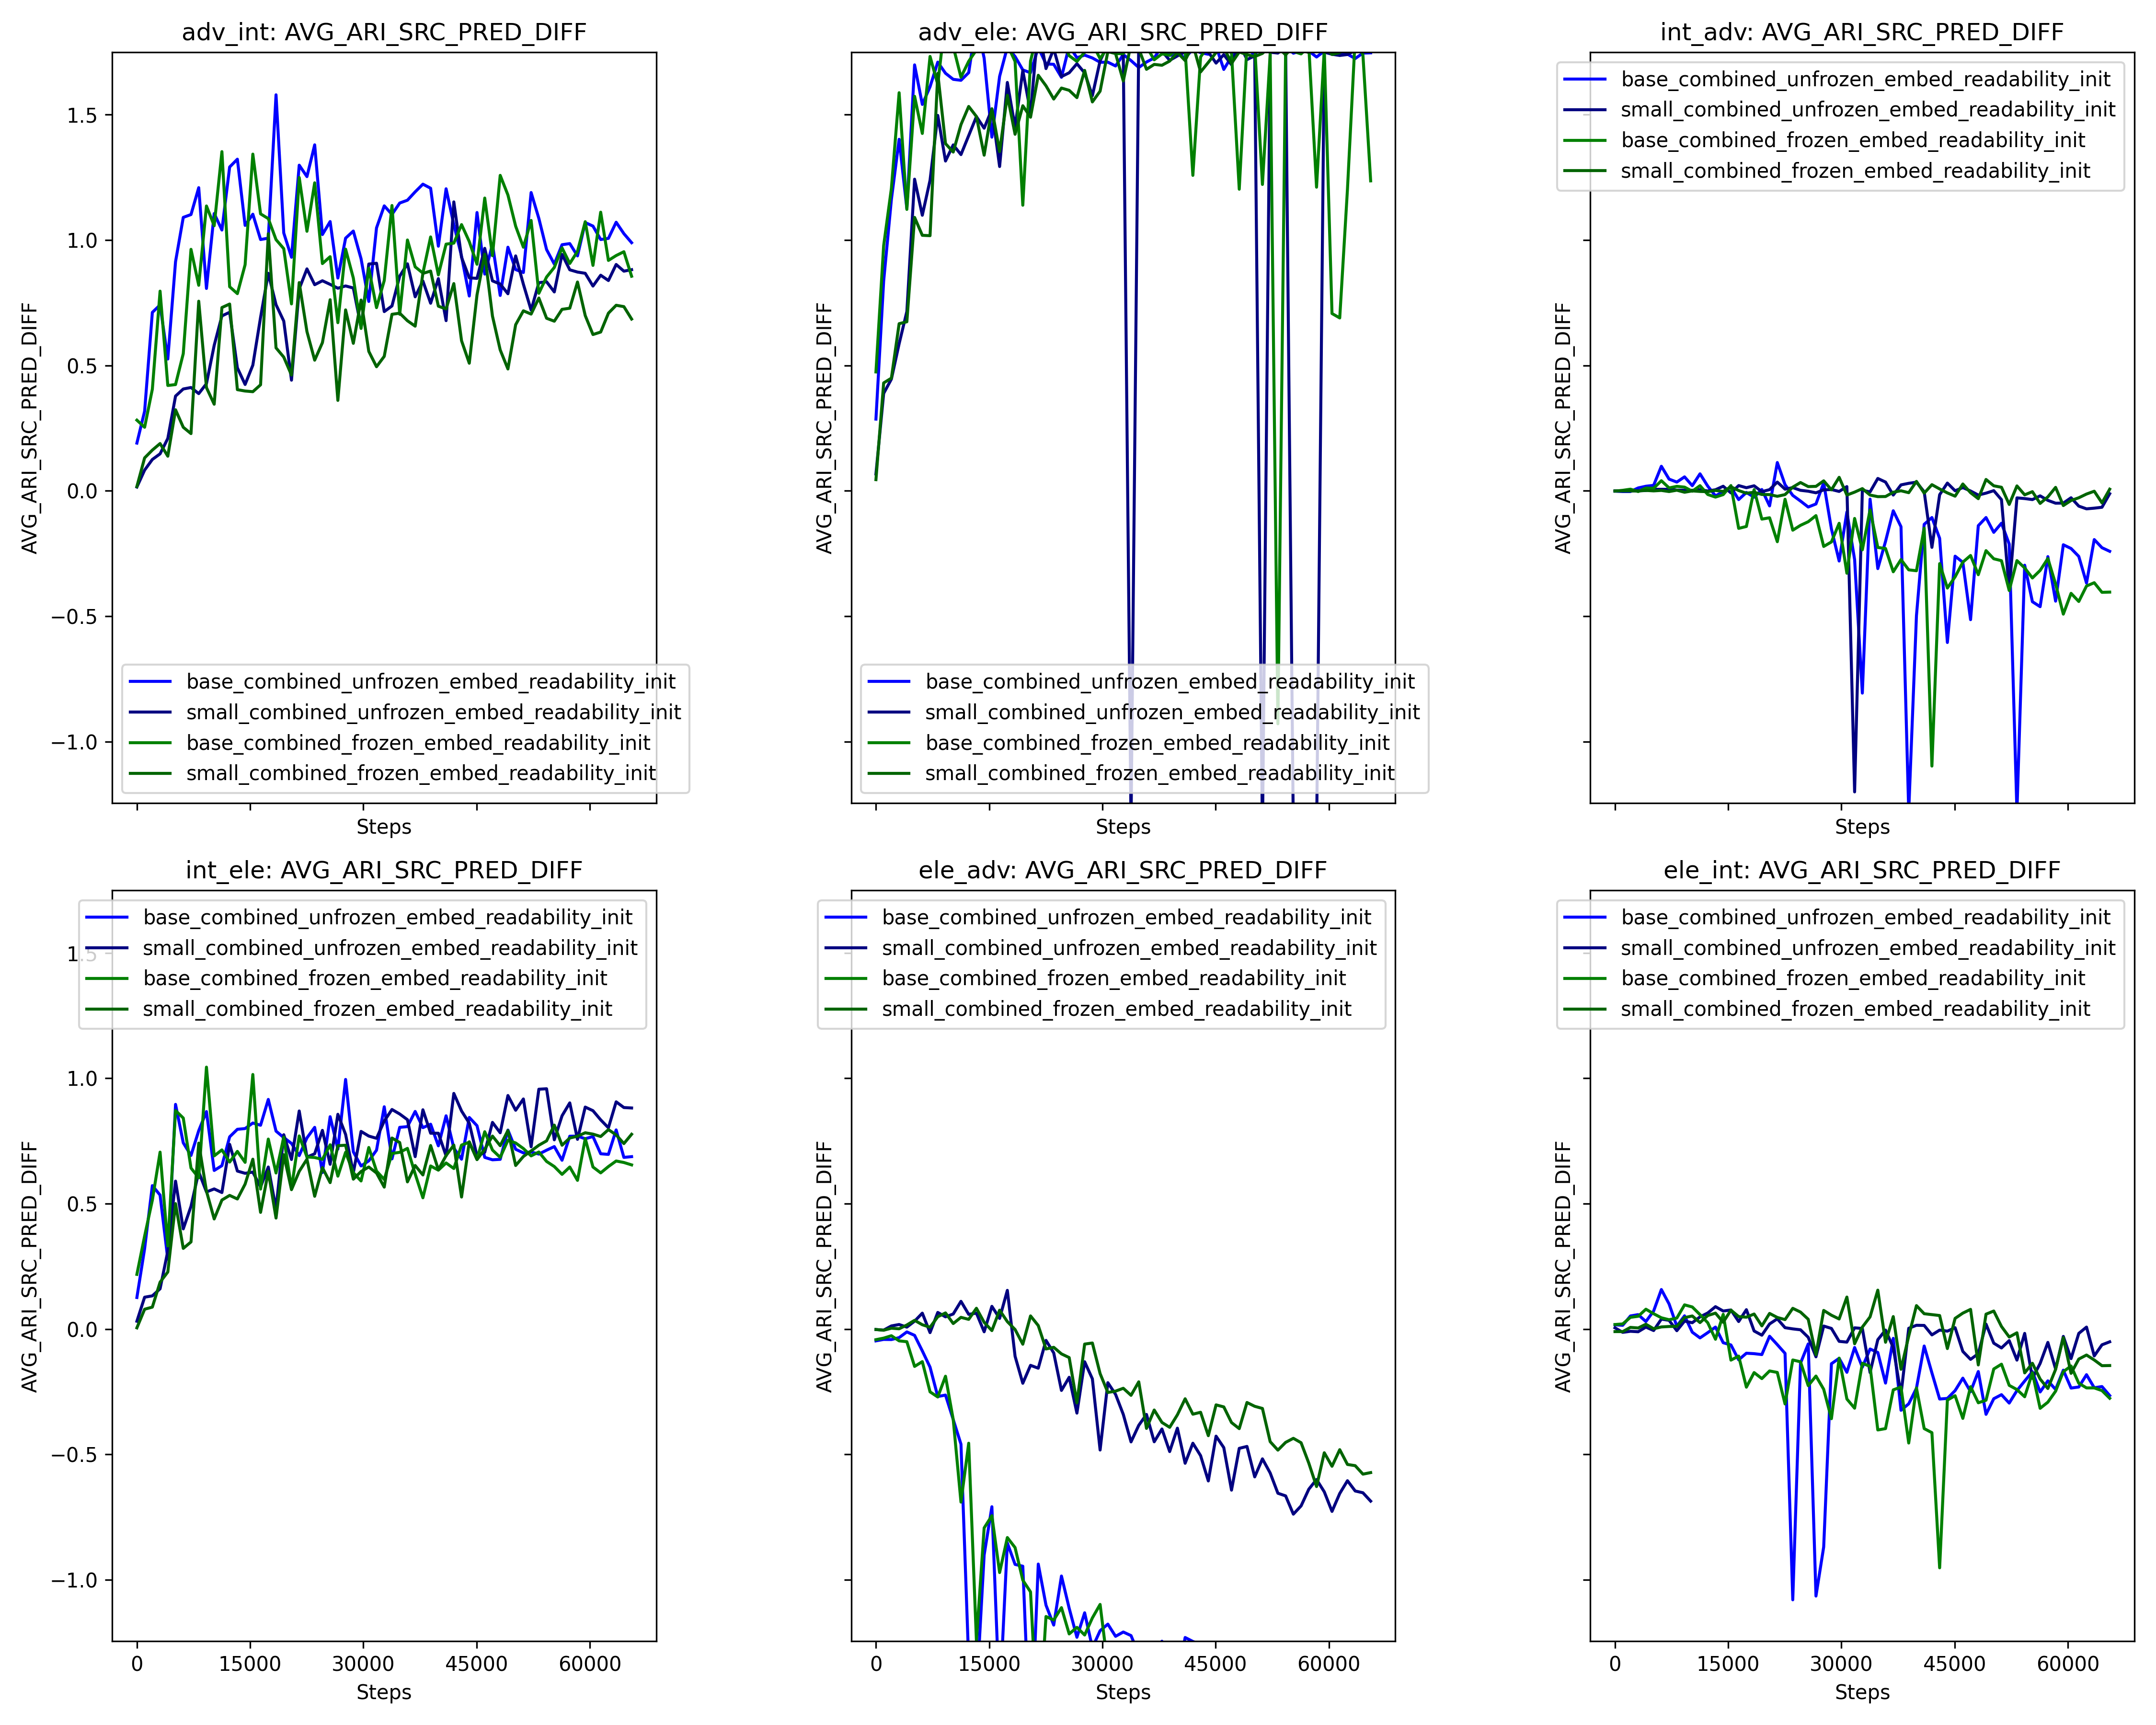 adv_int: AVG_ARI_SRC_PRED_DIFF
AVG_ARI_SRC_PRED_DIFF
1.5
1.0
0.5
0.0
−0.5
−1.0
base_combined_unfrozen_embed_readability_init
small_combined_unfrozen_embed_readability_init
base_combined_frozen_embed_readability_init
small_combined_frozen_embed_readability_init
Steps
adv_ele: AVG_ARI_SRC_PRED_DIFF
AVG_ARI_SRC_PRED_DIFF
base_combined_unfrozen_embed_readability_init
small_combined_unfrozen_embed_readability_init
base_combined_frozen_embed_readability_init
small_combined_frozen_embed_readability_init
Steps
int_adv: AVG_ARI_SRC_PRED_DIFF
AVG_ARI_SRC_PRED_DIFF
base_combined_unfrozen_embed_readability_init
small_combined_unfrozen_embed_readability_init
base_combined_frozen_embed_readability_init
small_combined_frozen_embed_readability_init
Steps
int_ele: AVG_ARI_SRC_PRED_DIFF
AVG_ARI_SRC_PRED_DIFF
base_combined_unfrozen_embed_readability_init
small_combined_unfrozen_embed_readability_init
base_combined_frozen_embed_readability_init
small_combined_frozen_embed_readability_init
1.5
1.0
0.5
0.0
−0.5
−1.0
0 15000 30000 45000 60000
Steps
ele_adv: AVG_ARI_SRC_PRED_DIFF
AVG_ARI_SRC_PRED_DIFF
base_combined_unfrozen_embed_readability_init
small_combined_unfrozen_embed_readability_init
base_combined_frozen_embed_readability_init
small_combined_frozen_embed_readability_init
0 15000 30000 45000 60000
Steps
ele_int: AVG_ARI_SRC_PRED_DIFF
AVG_ARI_SRC_PRED_DIFF
base_combined_unfrozen_embed_readability_init
small_combined_unfrozen_embed_readability_init
base_combined_frozen_embed_readability_init
small_combined_frozen_embed_readability_init
0 15000 30000 45000 60000
Steps